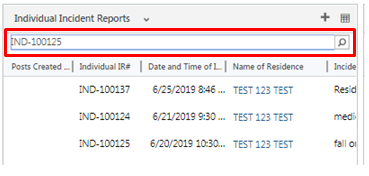 Individual Incident Reports
IND-100125
Posts Created ... Individual IR# Date and Time of I... Name of Residence Incide
IND-100137 6/25/2019 8:46 ... TEST 123 TEST Resid
IND-100124 6/21/2019 9:30 ... TEST 123 TEST medi
IND-100125 6/20/2019 10:30... TEST 123 TEST fall o